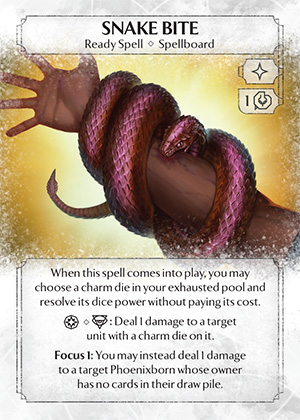 SNAKE BITE
Ready Spell ⬦ Spellboard
1
When this spell comes into play, you may
choose a charm die in your exhausted pool and
resolve its dice power without paying its cost.
⬦ : Deal 1 damage to a target
unit with a charm die on it.
Focus 1: You may instead deal 1 damage
to a target Phoenixborn whose owner
has no cards in their draw pile.